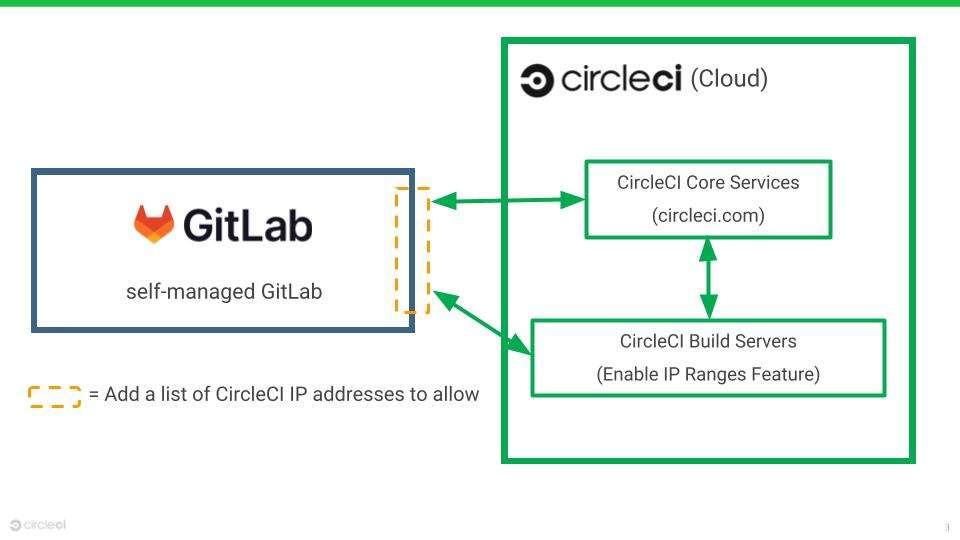 circleci (Cloud)
CircleCI Core Services
(circleci.com)
GitLab
self-managed GitLab
CircleCI Build Servers
(Enable IP Ranges Feature)
= Add a list of CircleCI IP addresses to allow
circleci
3